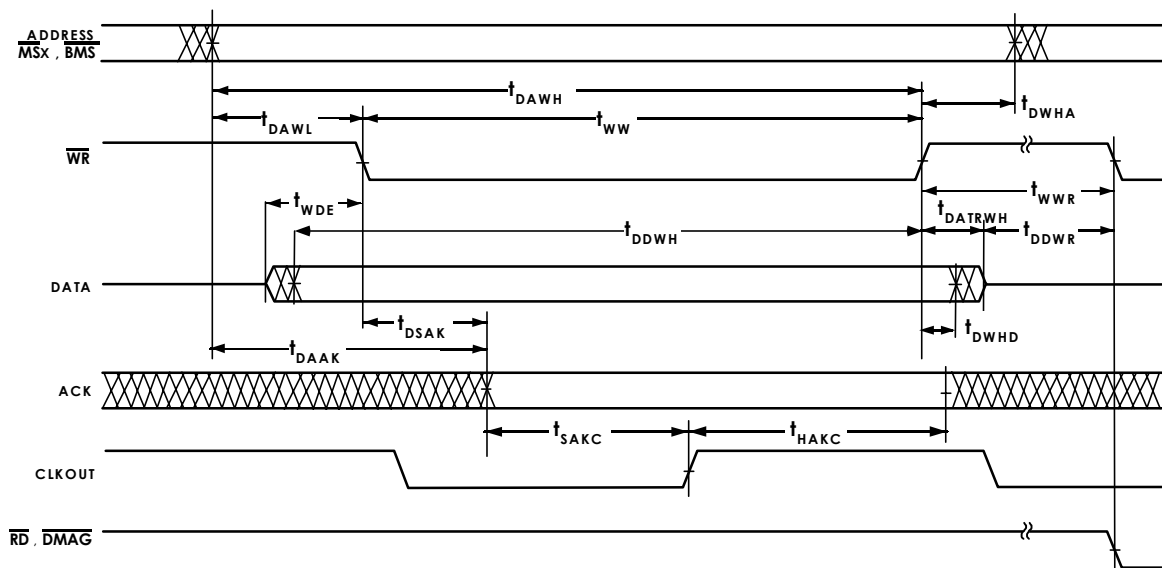 ADDRESS
MSx , BMS
tDAWH
tDWHA
tDAWL
tWW
WR
tWDE
tWWR
tDATRWH
tDDWH
tDDWR
DATA
tDSAK
tDWHD
tDAAK
ACK
tSAKC
tHAKC
CLKOUT
RD , DMAG